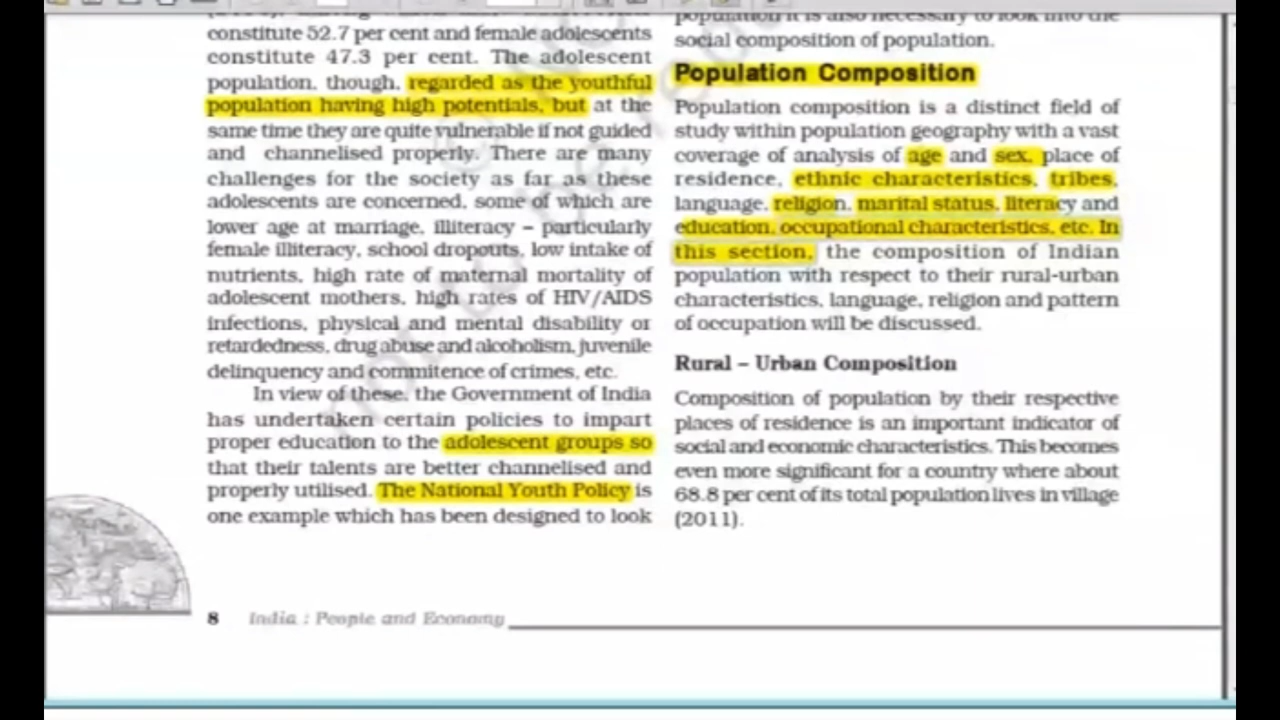 constitute 52.7 per cent and female adolescents
constitute 47.3 per cent. The adolescent
population, though, regarded as the youthful
population having high potentials, but at the
same time they are quite vulnerable if not guided
and channelised properly. There are many
challenges for the society as far as these
adolescents are concerned, some of which are
lower age at marriage, illiteracy – particularly
female illiteracy, school dropouts, low intake of
nutrients, high rate of maternal mortality of
adolescent mothers, high rates of HIV/AIDS
infections, physical and mental disability or
retardedness, drug abuse and alcoholism, juvenile
delinquency and commitence of crimes, etc.
In view of these, the Government of India
has undertaken certain policies to impart
proper education to the adolescent groups so
that their talents are better channelised and
properly utilised. The National Youth Policy is
one example which has been designed to look
population it is also necessary to look into the
social composition of population.
Population Composition
Population composition is a distinct field of
study within population geography with a vast
coverage of analysis of age and sex, place of
residence, ethnic characteristics, tribes,
language, religion, marital status, literacy and
education, occupational characteristics, etc. In
this section, the composition of Indian
population with respect to their rural-urban
characteristics, language, religion and pattern
of occupation will be discussed.
Rural – Urban Composition
Composition of population by their respective
places of residence is an important indicator of
social and economic characteristics. This becomes
even more significant for a country where about
68.8 per cent of its total population lives in village
(2011).
8 India : People and Economy